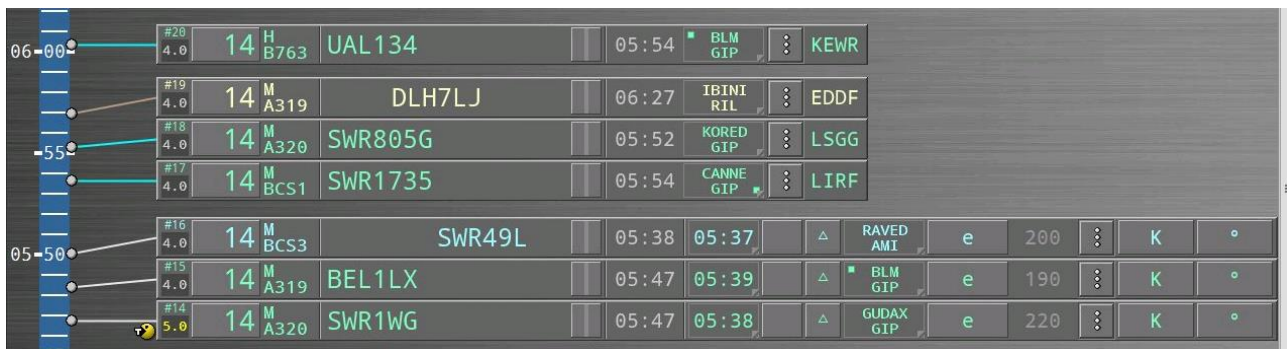 06 00
#20 4.0 14 H B763 UAL134 05:54 BLM GIP KEWR
#19 4.0 14 M A319 DLH7LJ 06:27 IBINI RIL EDDF
#18 4.0 14 M A320 SWR805G 05:52 KORED GIP LSGG
55
#17 4.0 14 M BCS1 SWR1735 05:54 CANNE GIP LIRF
#16 4.0 14 M BCS3 SWR49L 05:38 05:37 △ RAVED AMI e 200 K °
05 50
#15 4.0 14 M A319 BEL1LX 05:47 05:39 △ BLM GIP e 190 K °
#14 T 5.0 14 M A320 SWR1WG 05:47 05:38 △ GUDAX GIP e 220 K °